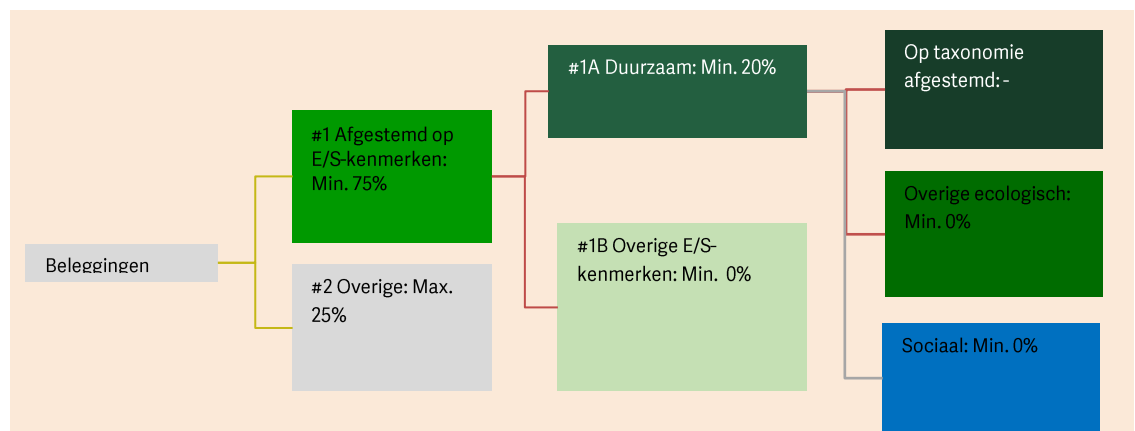 Beleggingen
#1 Afgestemd op
E/S-kenmerken:
Min. 75%
#2 Overige: Max.
25%
#1A Duurzaam: Min. 20%
#1B Overige E/S-
kenmerken: Min.  0%
Op taxonomie
afgestemd: -
Overige ecologisch:
Min. 0%
Sociaal: Min. 0%